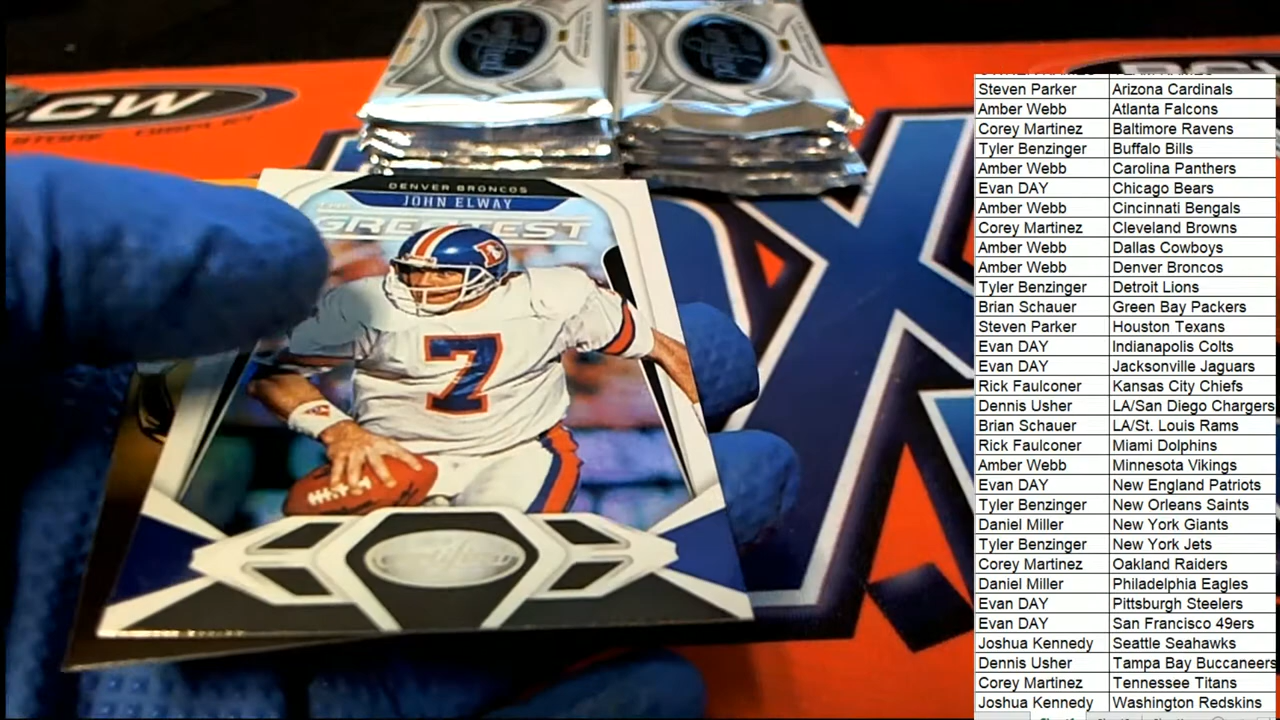 CW
DENVER BRONCOS
JOHN ELWAY
GREATEST
7
Steven Parker Arizona Cardinals
Amber Webb Atlanta Falcons
Corey Martinez Baltimore Ravens
Tyler Benzinger Buffalo Bills
Amber Webb Carolina Panthers
Evan DAY Chicago Bears
Amber Webb Cincinnati Bengals
Corey Martinez Cleveland Browns
Amber Webb Dallas Cowboys
Amber Webb Denver Broncos
Tyler Benzinger Detroit Lions
Brian Schauer Green Bay Packers
Steven Parker Houston Texans
Evan DAY Indianapolis Colts
Evan DAY Jacksonville Jaguars
Rick Faulconer Kansas City Chiefs
Dennis Usher LA/San Diego Chargers
Brian Schauer LA/St. Louis Rams
Rick Faulconer Miami Dolphins
Amber Webb Minnesota Vikings
Evan DAY New England Patriots
Tyler Benzinger New Orleans Saints
Daniel Miller New York Giants
Tyler Benzinger New York Jets
Corey Martinez Oakland Raiders
Daniel Miller Philadelphia Eagles
Evan DAY Pittsburgh Steelers
Evan DAY San Francisco 49ers
Joshua Kennedy Seattle Seahawks
Dennis Usher Tampa Bay Buccaneers
Corey Martinez Tennessee Titans
Joshua Kennedy Washington Redskins